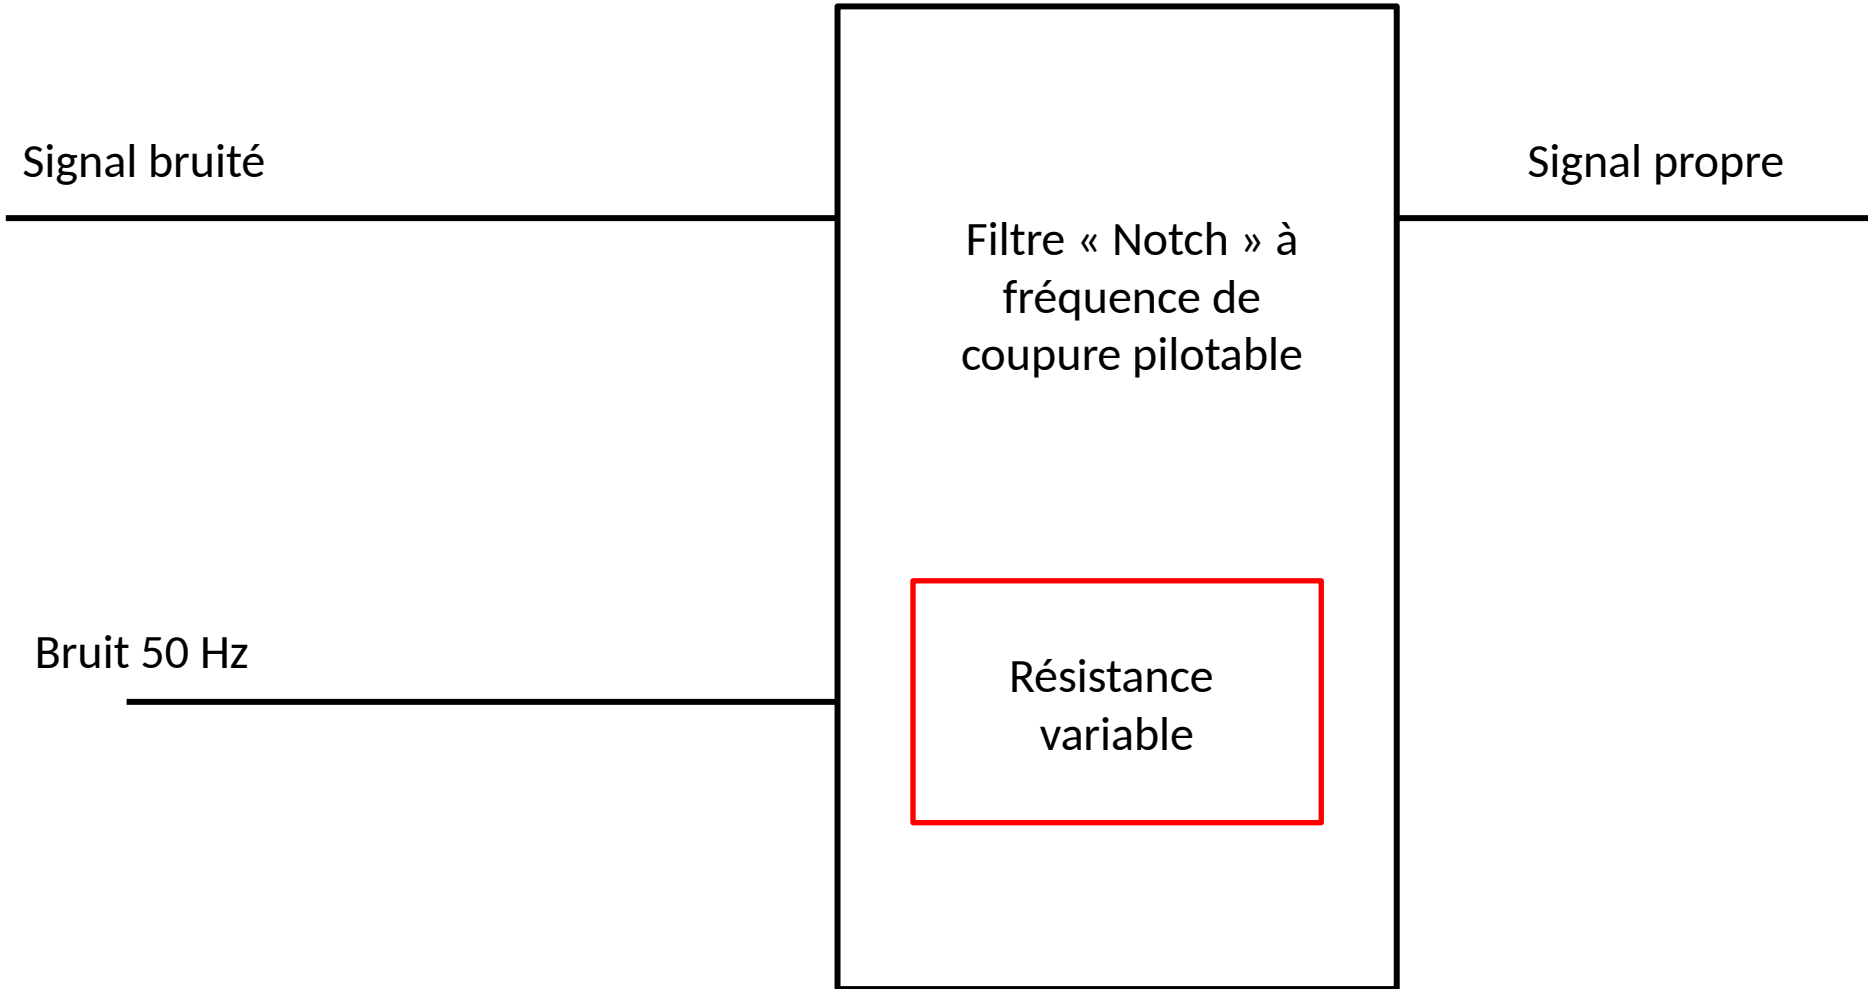 Signal bruité
Signal propre
Filtre « Notch » à
fréquence de
coupure pilotable
Bruit 50 Hz
Résistance
variable